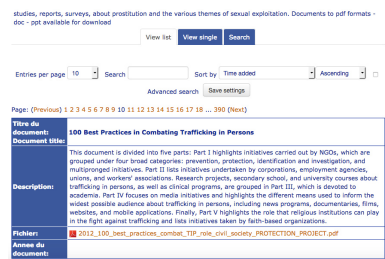 studies, reports, surveys, about prostitution and the various themes of sexual exploitation. Documents to pdf formats -
doc - ppt available for download
View list View single Search
Entries per page 10 Search Sort by Time added Ascending
Advanced search Save settings
Page: (Previous) 1 2 3 4 5 6 7 8 9 10 11 12 13 14 15 16 17 18 ... 390 (Next)
Titre du
document:
Document title:
100 Best Practices in Combating Trafficking in Persons
Description:
This document is divided into five parts: Part I highlights initiatives carried out by NGOs, which are
grouped under four broad categories: prevention, protection, identification and investigation, and
multipronged initiatives. Part II lists initiatives undertaken by corporations, employment agencies,
unions, and workers' associations. Research projects, secondary school, and university courses about
trafficking in persons, as well as clinical programs, are grouped in Part III, which is devoted to
academia. Part IV focuses on media initiatives and highlights the different means used to inform the
widest possible audience about trafficking in persons, including news programs, documentaries, films,
websites, and mobile applications. Finally, Part V highlights the role that religious institutions can play
in the fight against trafficking and lists initiatives taken by faith-based organizations.
Fichier:
2012_100_best_practices_combat_TIP_role_civil_society_PROTECTION_PROJECT.pdf
Annee du
document: